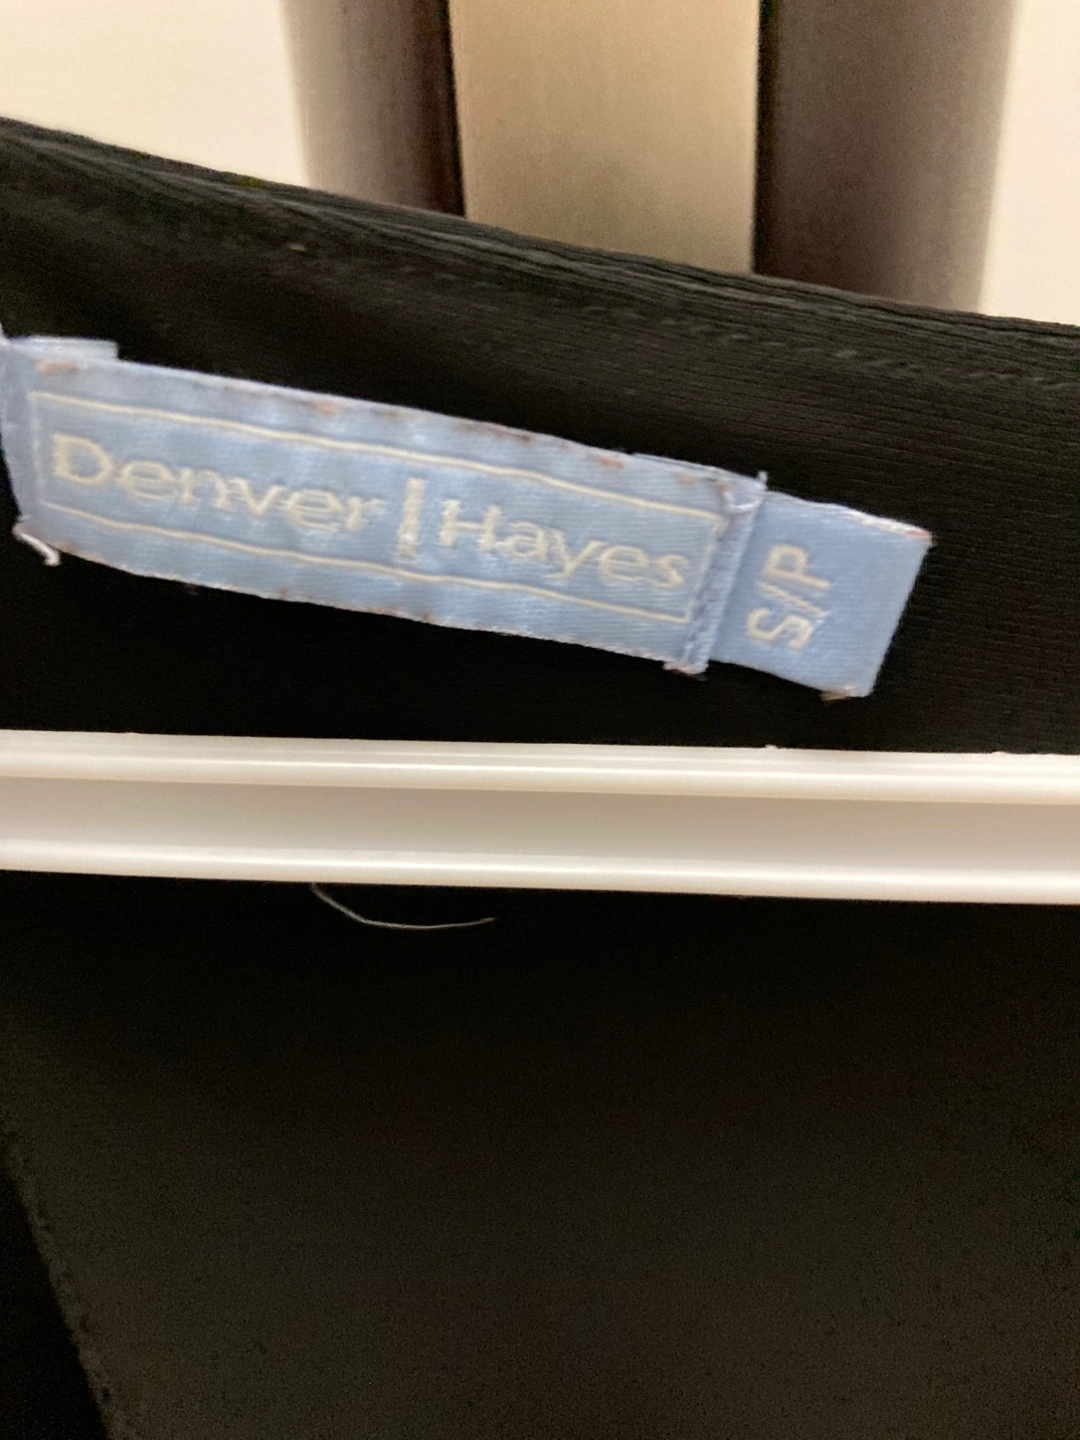 Denver | Hayes
S/P